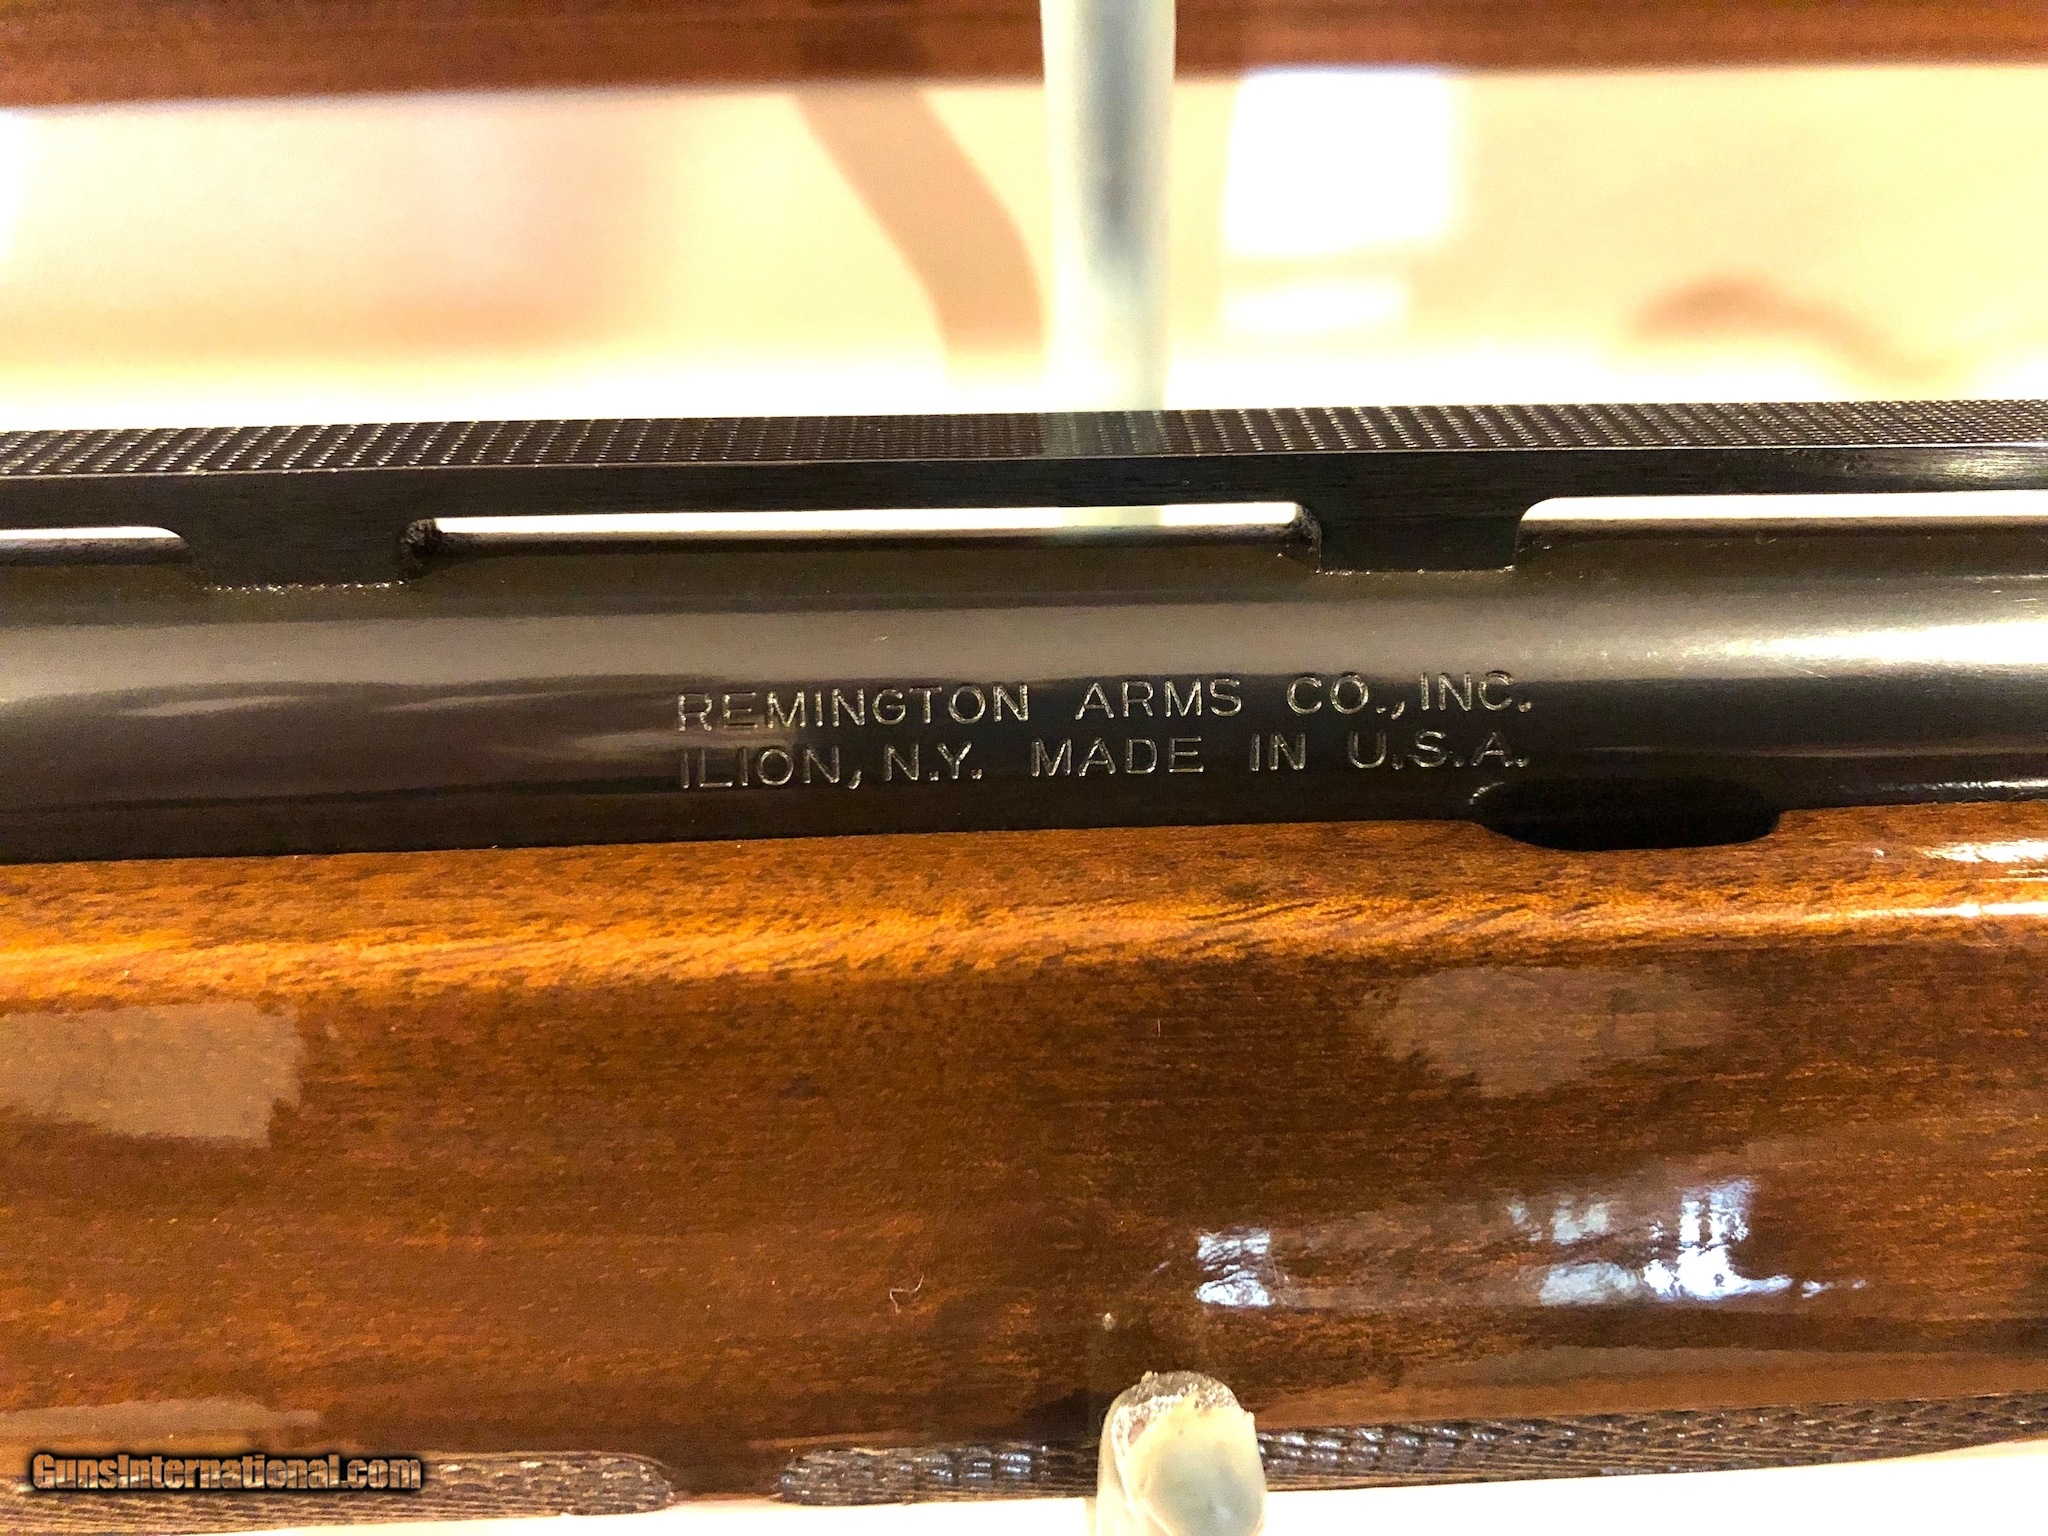 REMINGTON ARMS CO., INC.
ILION, N.Y. MADE IN U.S.A.
GunsInternational.com